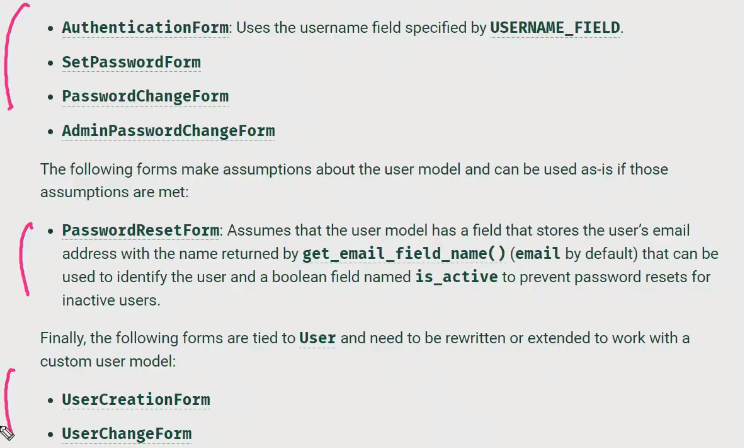 AuthenticationForm: Uses the username field specified by USERNAME_FIELD.
SetPasswordForm
PasswordChangeForm
AdminPasswordChangeForm
The following forms make assumptions about the user model and can be used as-is if those
assumptions are met:
PasswordResetForm: Assumes that the user model has a field that stores the user's email
address with the name returned by get_email_field_name() (email by default) that can be
used to identify the user and a boolean field named is_active to prevent password resets for
inactive users.
Finally, the following forms are tied to User and need to be rewritten or extended to work with a
custom user model:
UserCreationForm
UserChangeForm